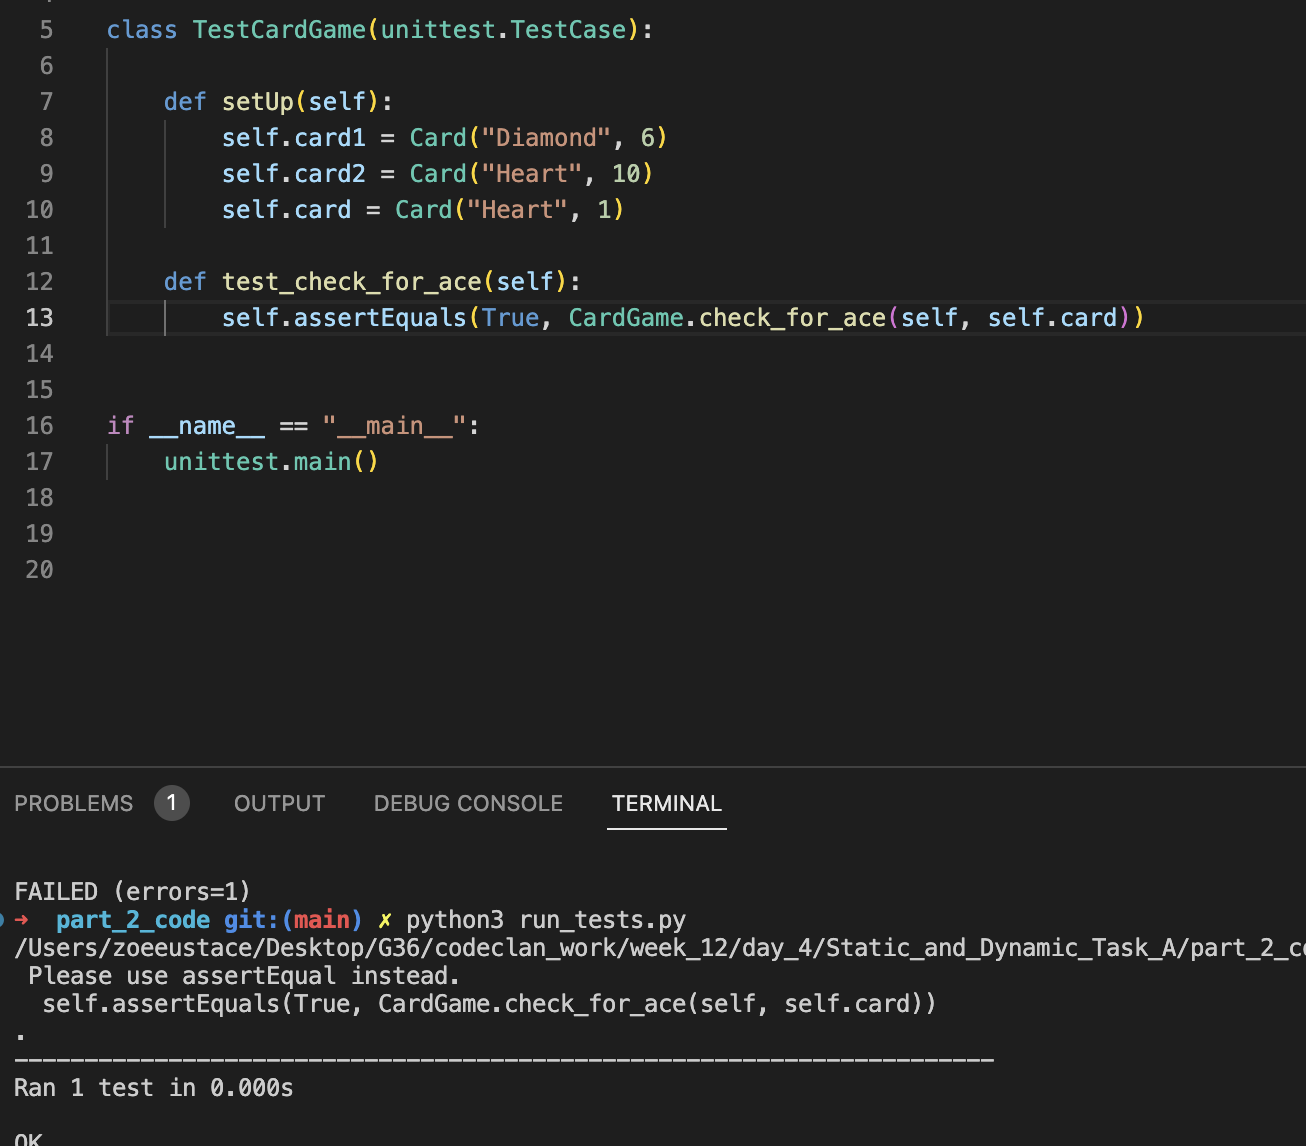 5 class TestCardGame(unittest.TestCase):
6
7 def setUp(self):
8 self.card1 = Card("Diamond", 6)
9 self.card2 = Card("Heart", 10)
10 self.card = Card("Heart", 1)
11
12 def test_check_for_ace(self):
13 self.assertEquals(True, CardGame.check_for_ace(self, self.card))
14
15
16 if __name__ == "__main__":
17 unittest.main()
18
19
20
PROBLEMS 1 OUTPUT DEBUG CONSOLE TERMINAL
FAILED (errors=1)
→ part_2_code git:(main) ✗ python3 run_tests.py
/Users/zoeeustace/Desktop/G36/codeclan_work/week_12/day_4/Static_and_Dynamic_Task_A/part_2_co
Please use assertEqual instead.
self.assertEquals(True, CardGame.check_for_ace(self, self.card))
.
----------------------------------------------------------------------
Ran 1 test in 0.000s
OK